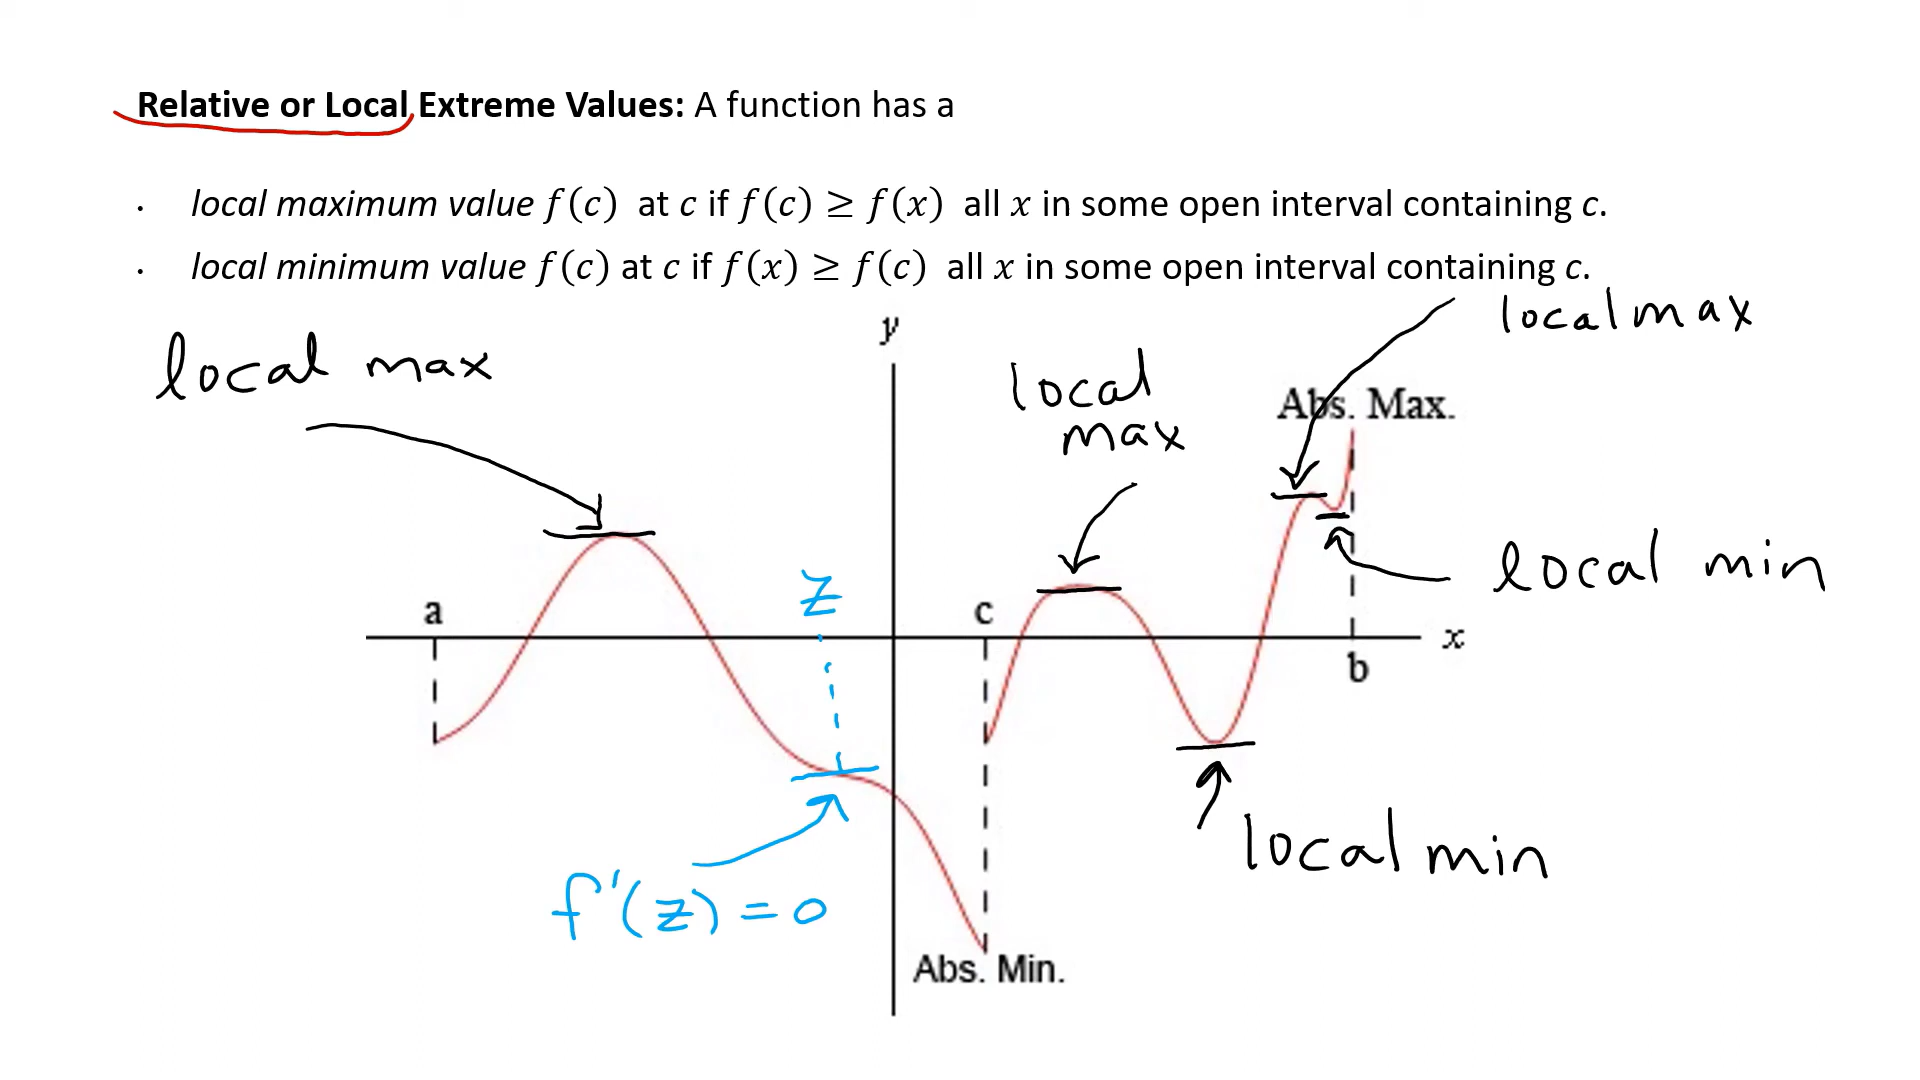 Relative or Local Extreme Values: A function has a
· local maximum value f(c) at c if f(c) ≥ f(x) all x in some open interval containing c.
· local minimum value f(c) at c if f(x) ≥ f(c) all x in some open interval containing c.
local max
y
local
max
local max
Abs. Max.
local min
a
z
c
x
b
f'(z) = 0
local min
Abs. Min.